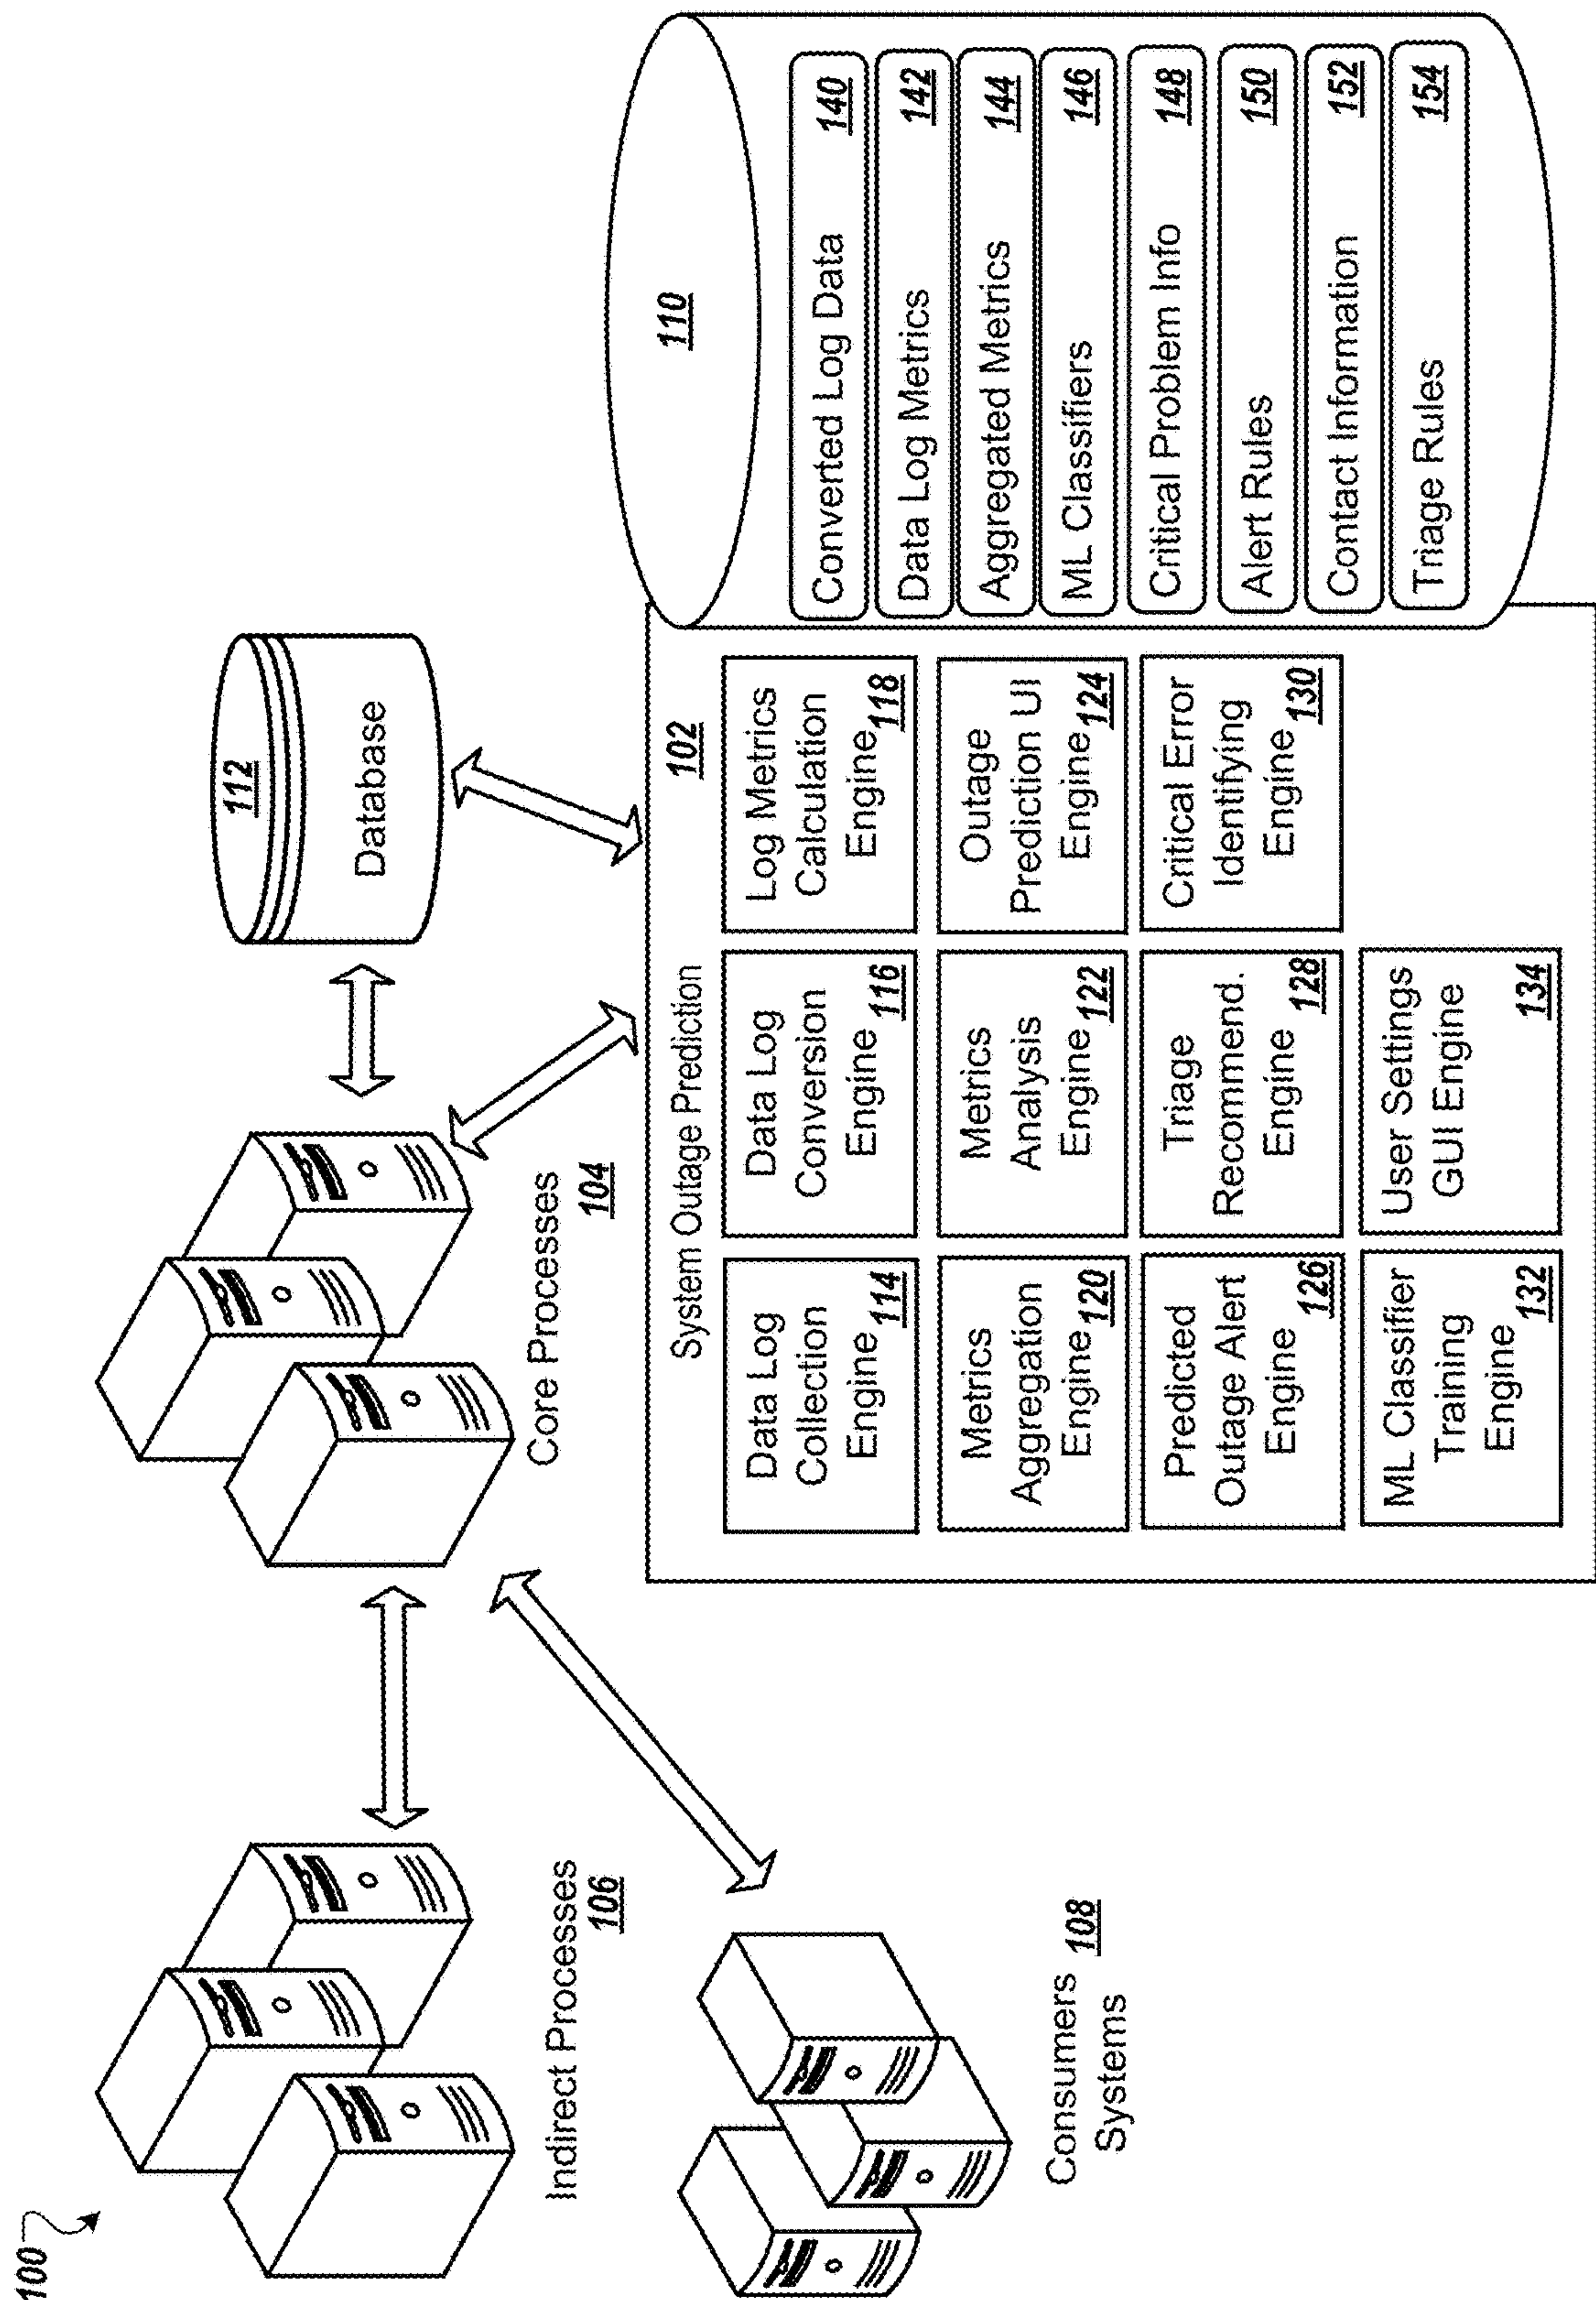 100
Indirect Processes
106
Core Processes
104
112
Database
Consumers
108
Systems
System Outage Prediction
102
Data Log
Collection
Engine 114
Data Log
Conversion
Engine 116
Log Metrics
Calculation
Engine 118
Metrics
Aggregation
Engine 120
Metrics
Analysis
Engine 122
Outage
Prediction UI
Engine 124
Predicted
Outage Alert
Engine 126
Triage
Recommend.
Engine 128
Critical Error
Identifying
Engine 130
ML Classifier
Training
Engine 132
User Settings
GUI Engine
134
110
Converted Log Data 140
Data Log Metrics 142
Aggregated Metrics 144
ML Classifiers 146
Critical Problem Info 148
Alert Rules 150
Contact Information 152
Triage Rules 154